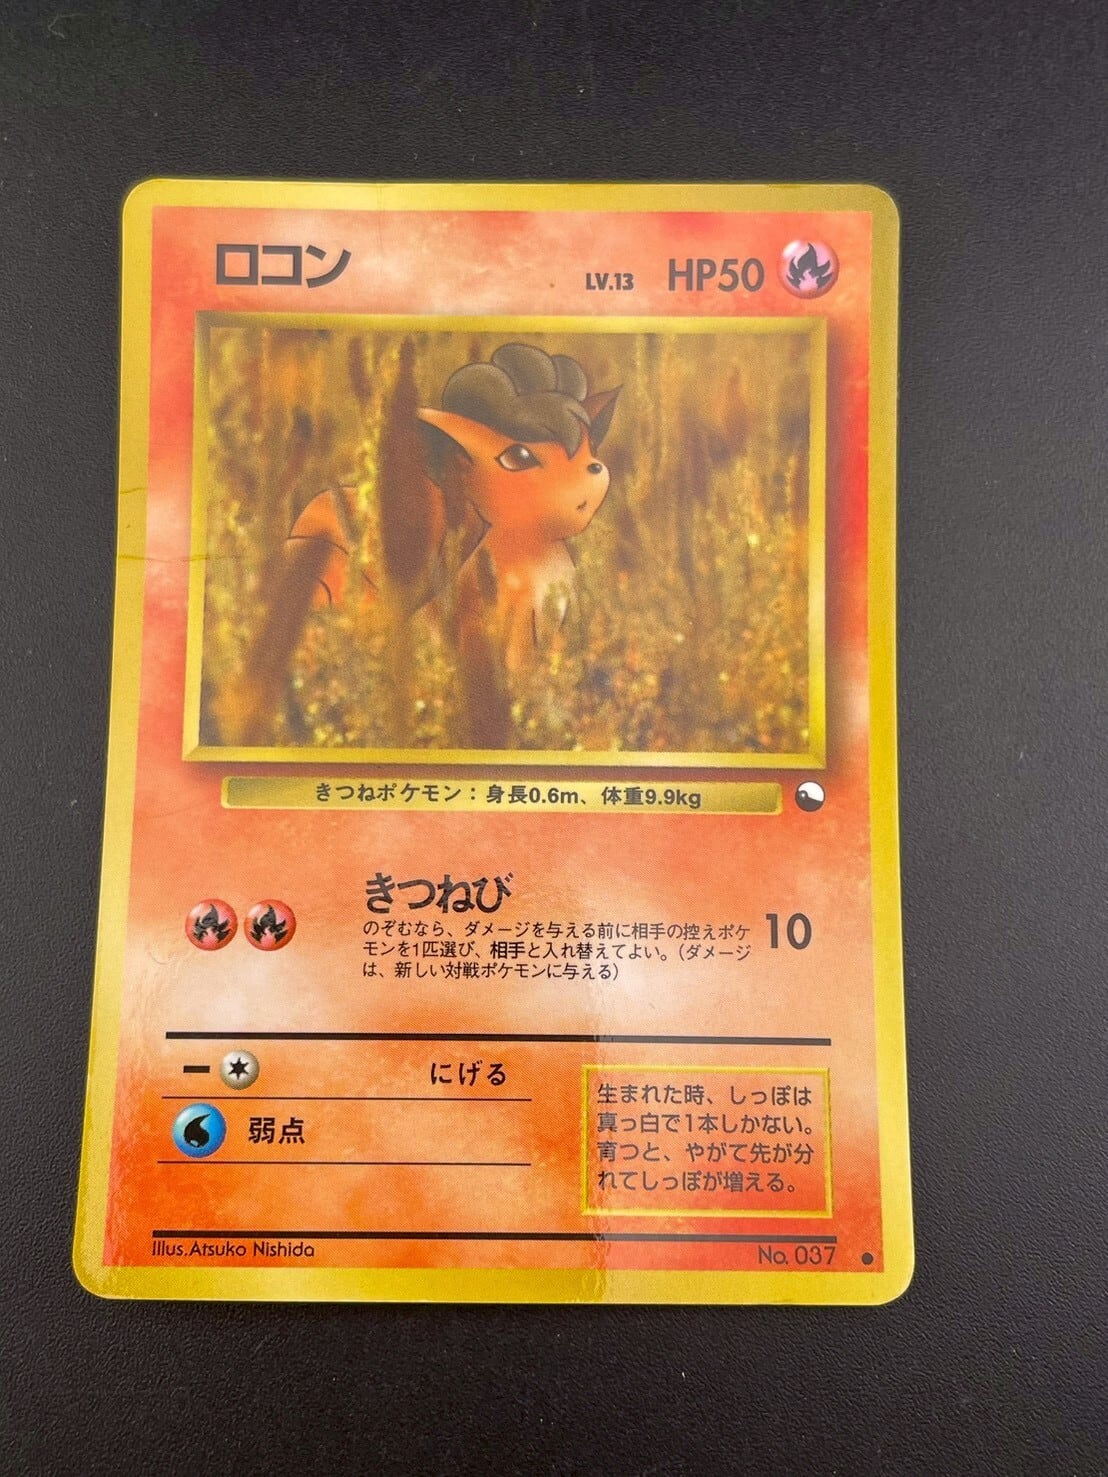 ロコン
LV.13 HP50
きつねポケモン：身長0.6m、体重9.9kg
きつねび
のぞむなら、ダメージを与える前に相手の控えポケ
モンを1匹選び、相手と入れ替えてよい。（ダメージ
は、新しい対戦ポケモンに与える）
10
にげる
弱点
生まれた時、しっぽは
真っ白で1本しかない。
育つと、やがて先が分
れてしっぽが増える。
Illus.Atsuko Nishida
No. 037